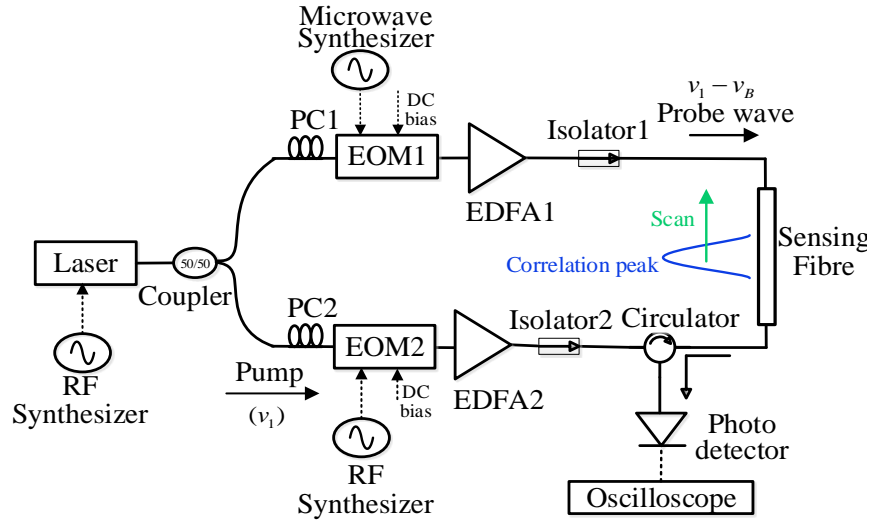 Microwave
Synthesizer
DC
bias
PC1
EOM1
EDFA1
Isolator1
v₁ − v_B
Probe wave
Scan
Correlation peak
Sensing
Fibre
Laser
50/50
Coupler
RF
Synthesizer
PC2
EOM2
Pump
(v₁)
DC
bias
RF
Synthesizer
EDFA2
Isolator2
Circulator
Photo
detector
Oscilloscope